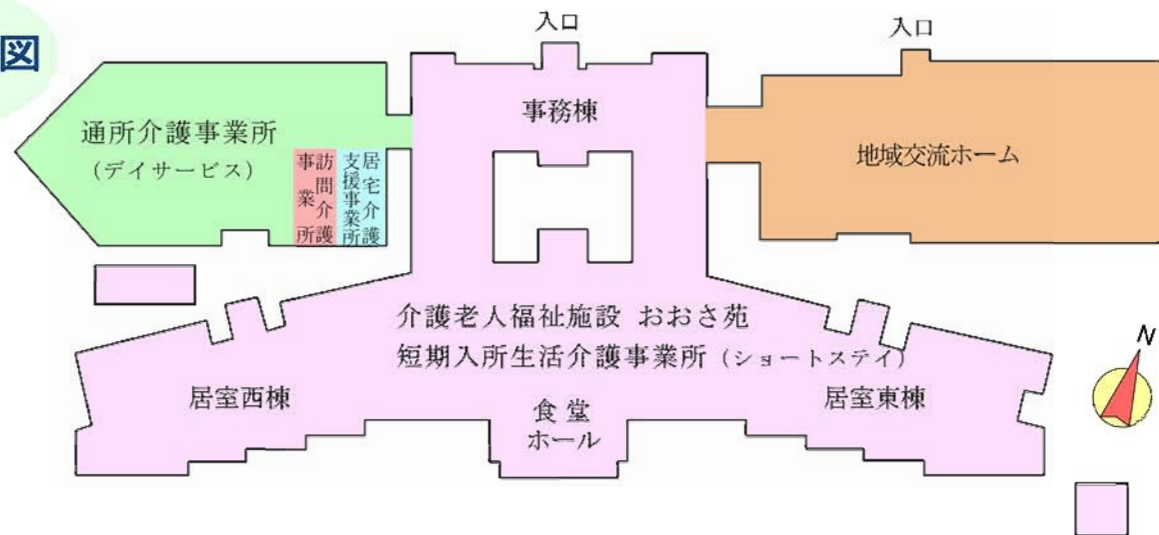 図
入口
入口
事務棟
通所介護事業所
（デイサービス）
訪問介護
事業所
居宅介護
支援事業所
地域交流ホーム
介護老人福祉施設 おおさ苑
短期入所生活介護事業所（ショートステイ）
居室西棟
食堂
ホール
居室東棟
N